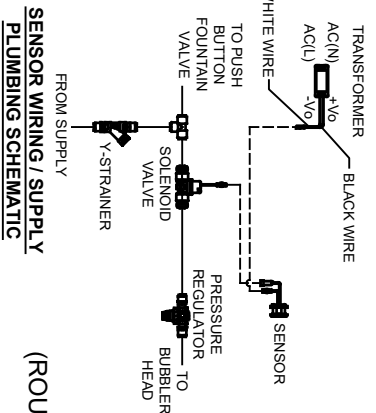 TRANSFORMER
AC(N)
AC(L)
+Vo
-Vo
WHITE WIRE
BLACK WIRE
TO PUSH
BUTTON
FOUNTAIN
VALVE
SENSOR
SOLENOID
VALVE
PRESSURE
REGULATOR
TO
BUBBLER
HEAD
Y-STRAINER
FROM SUPPLY
SENSOR WIRING / SUPPLY
PLUMBING SCHEMATIC
(ROU